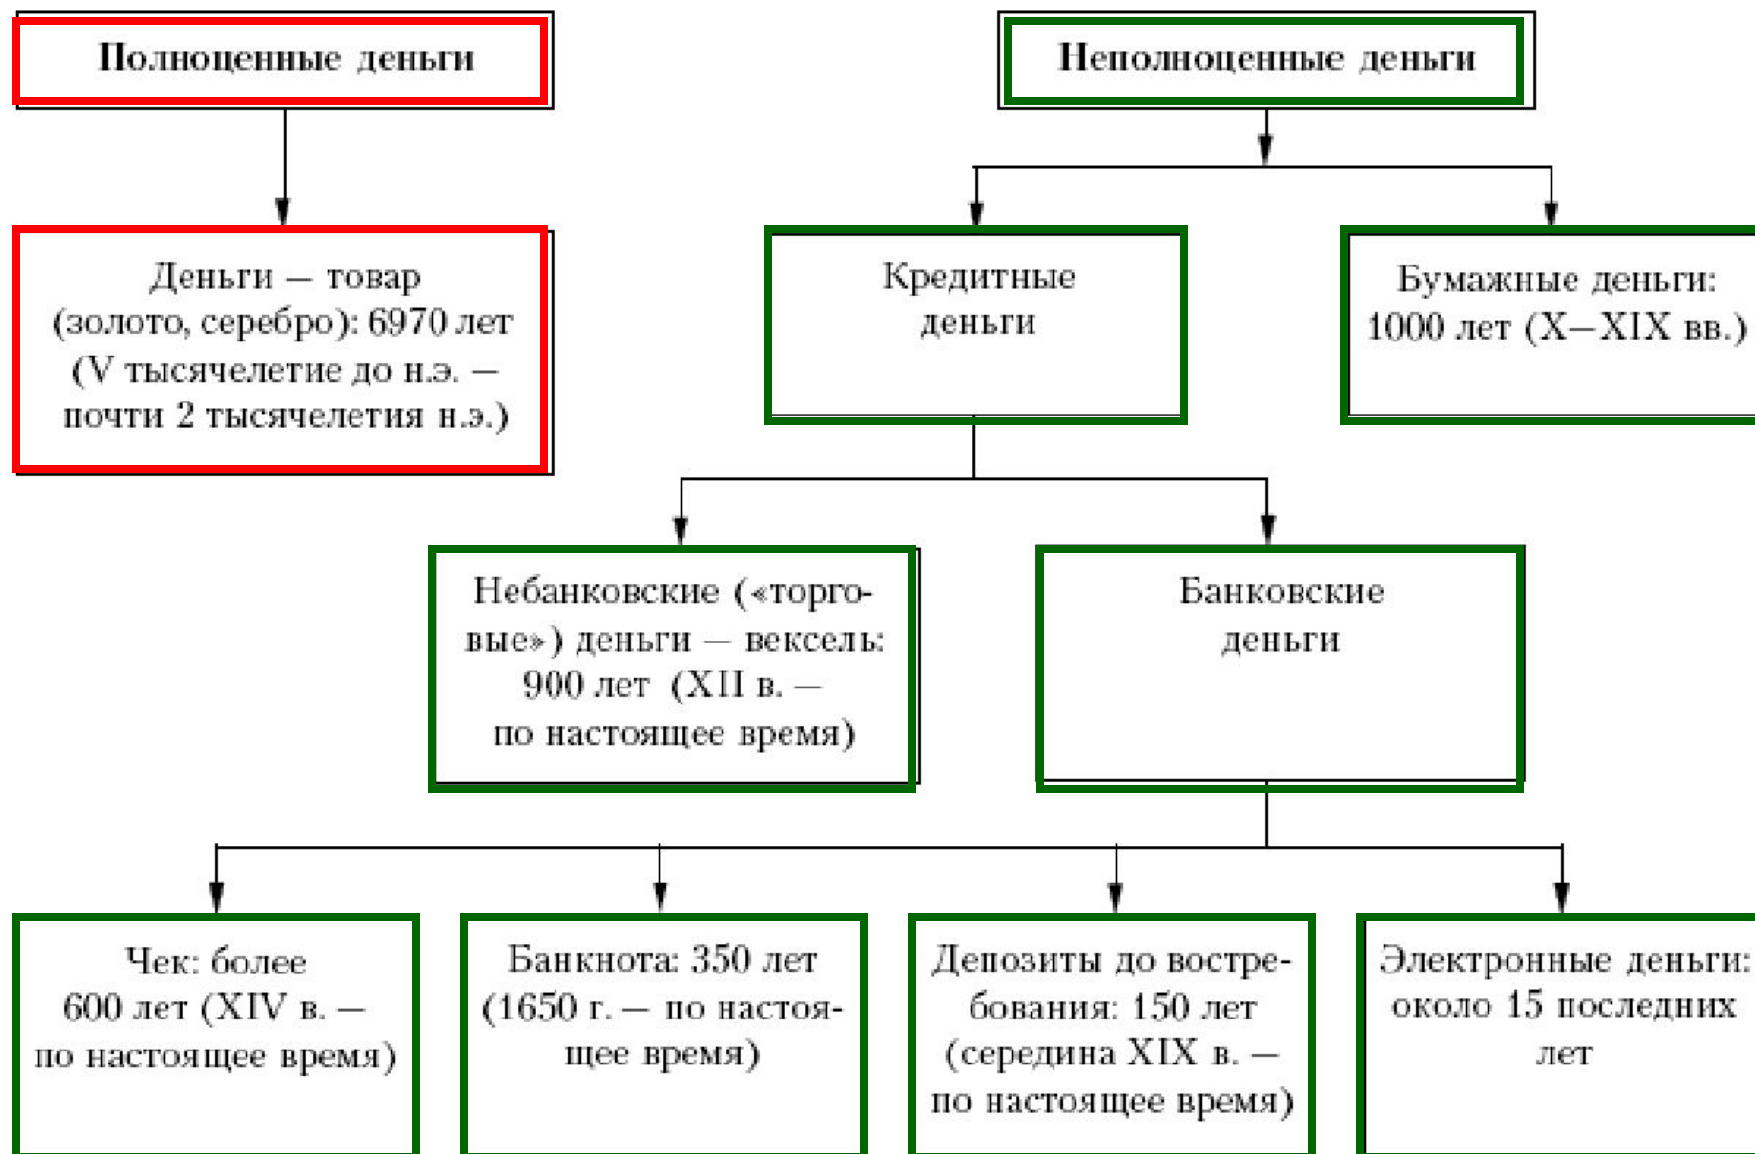 Полноценные деньги
Неполноценные деньги
Деньги — товар
(золото, серебро): 6970 лет
(V тысячелетие до н.э. —
почти 2 тысячелетия н.э.)
Кредитные
деньги
Бумажные деньги:
1000 лет (X—XIX вв.)
Небанковские («торго-
вые») деньги — вексель:
900 лет (XII в. —
по настоящее время)
Банковские
деньги
Чек: более
600 лет (XIV в. —
по настоящее время)
Банкнота: 350 лет
(1650 г. — по настоя-
щее время)
Депозиты до востре-
бования: 150 лет
(середина XIX в. —
по настоящее время)
Электронные деньги:
около 15 последних
лет